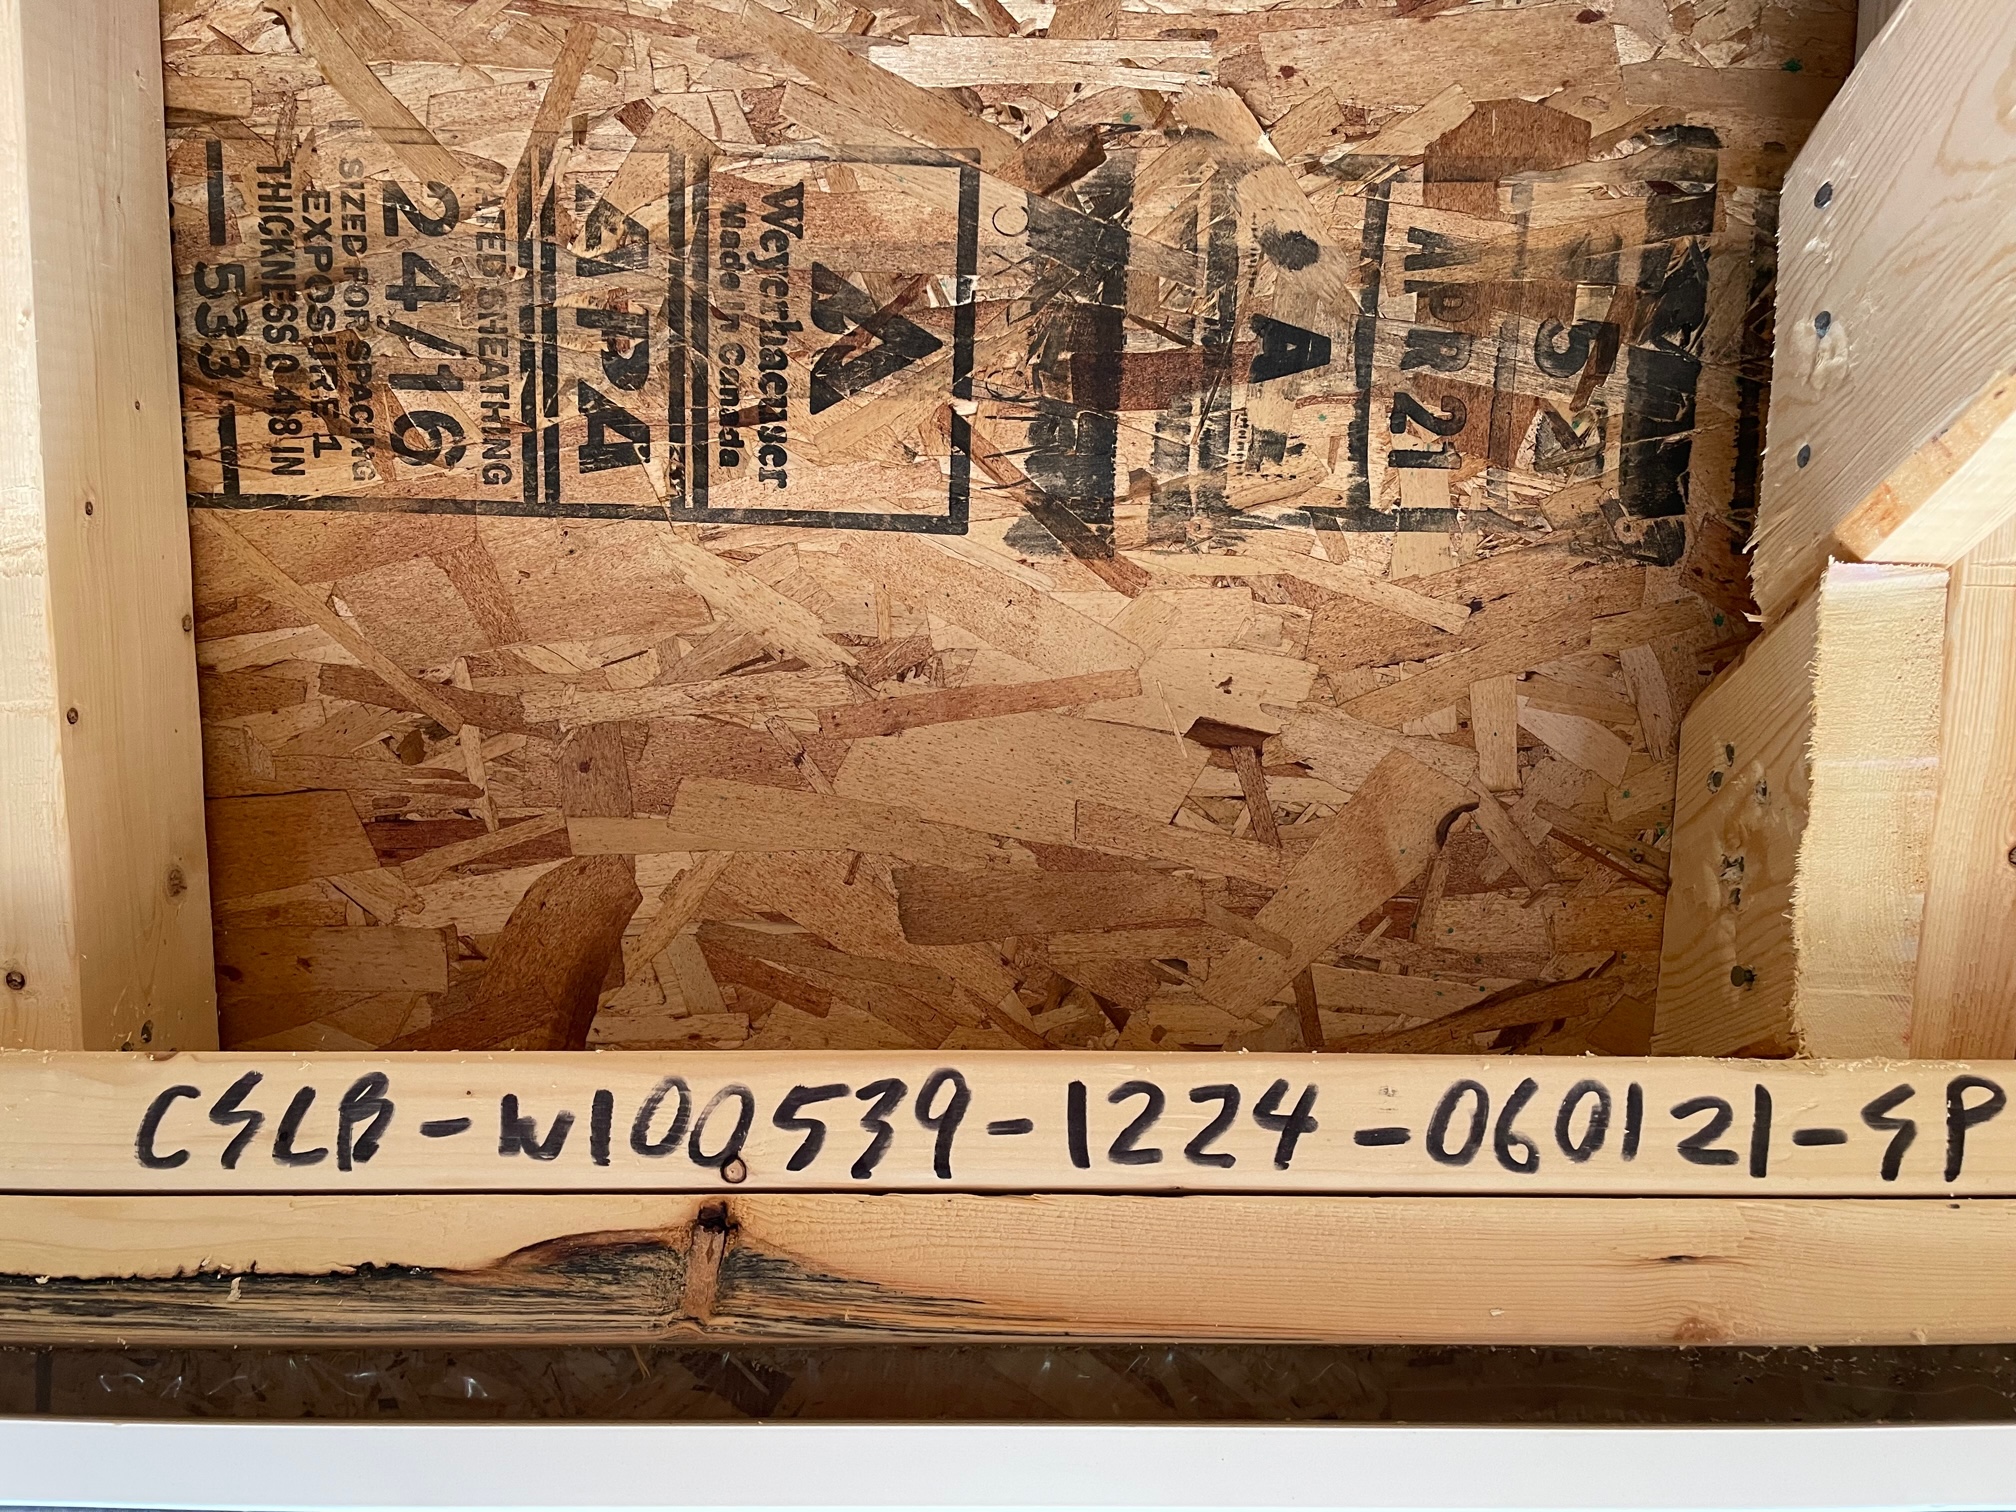 Weyerhaeuser
Made in Canada
APA
RATED SHEATHING
24/16
SIZED FOR SPACING
EXPOSURE 1
THICKNESS 0.418 IN
533
A
APR 21
5
CSLB-W100539-1224-060121-SP